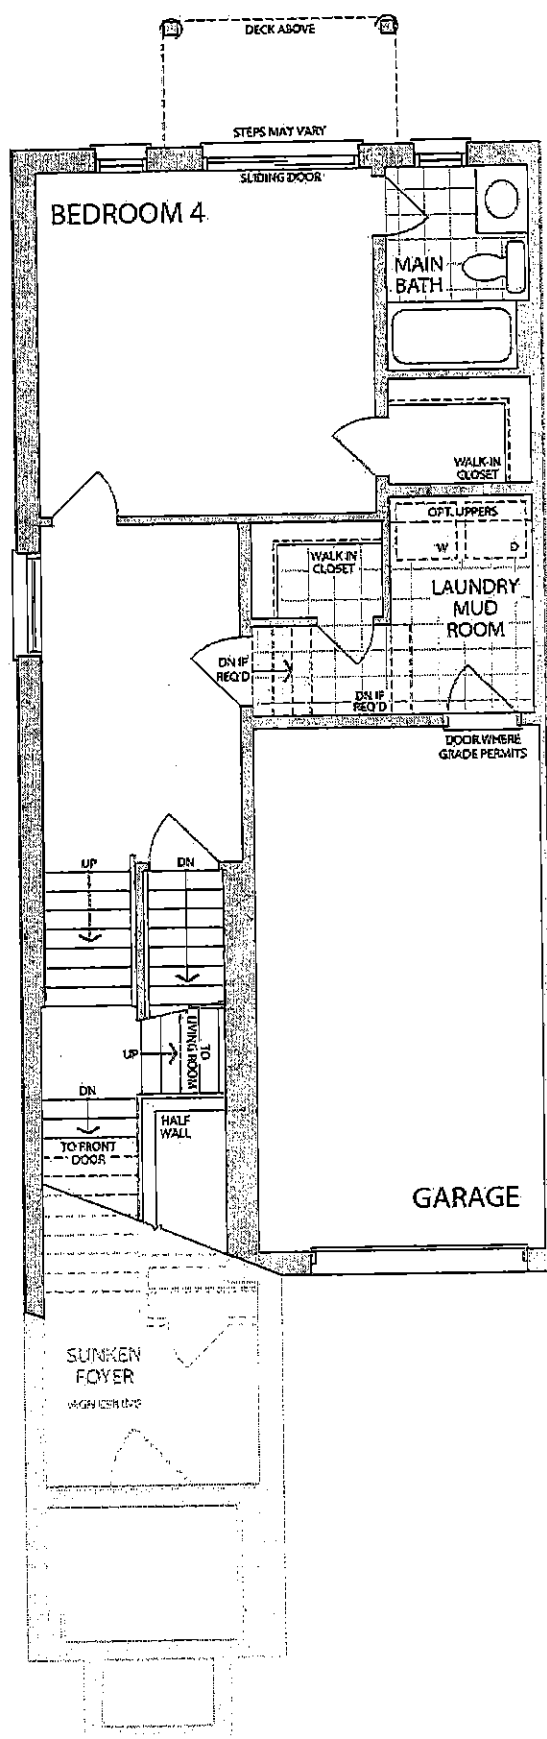 DECK ABOVE
STEPS MAY VARY
SLIDING DOOR
BEDROOM 4
MAIN
BATH
WALK-IN
CLOSET
OPT. UPPERS
W
D
WALK-IN
CLOSET
LAUNDRY
MUD
ROOM
DN IF
REQ'D
DN IF
REQ'D
DOOR WHERE
GRADE PERMITS
UP
DN
UP
TO
LIVING ROOM
DN
TO FRONT
DOOR
HALF
WALL
GARAGE
SUNKEN
FOYER
HIGH CEILING